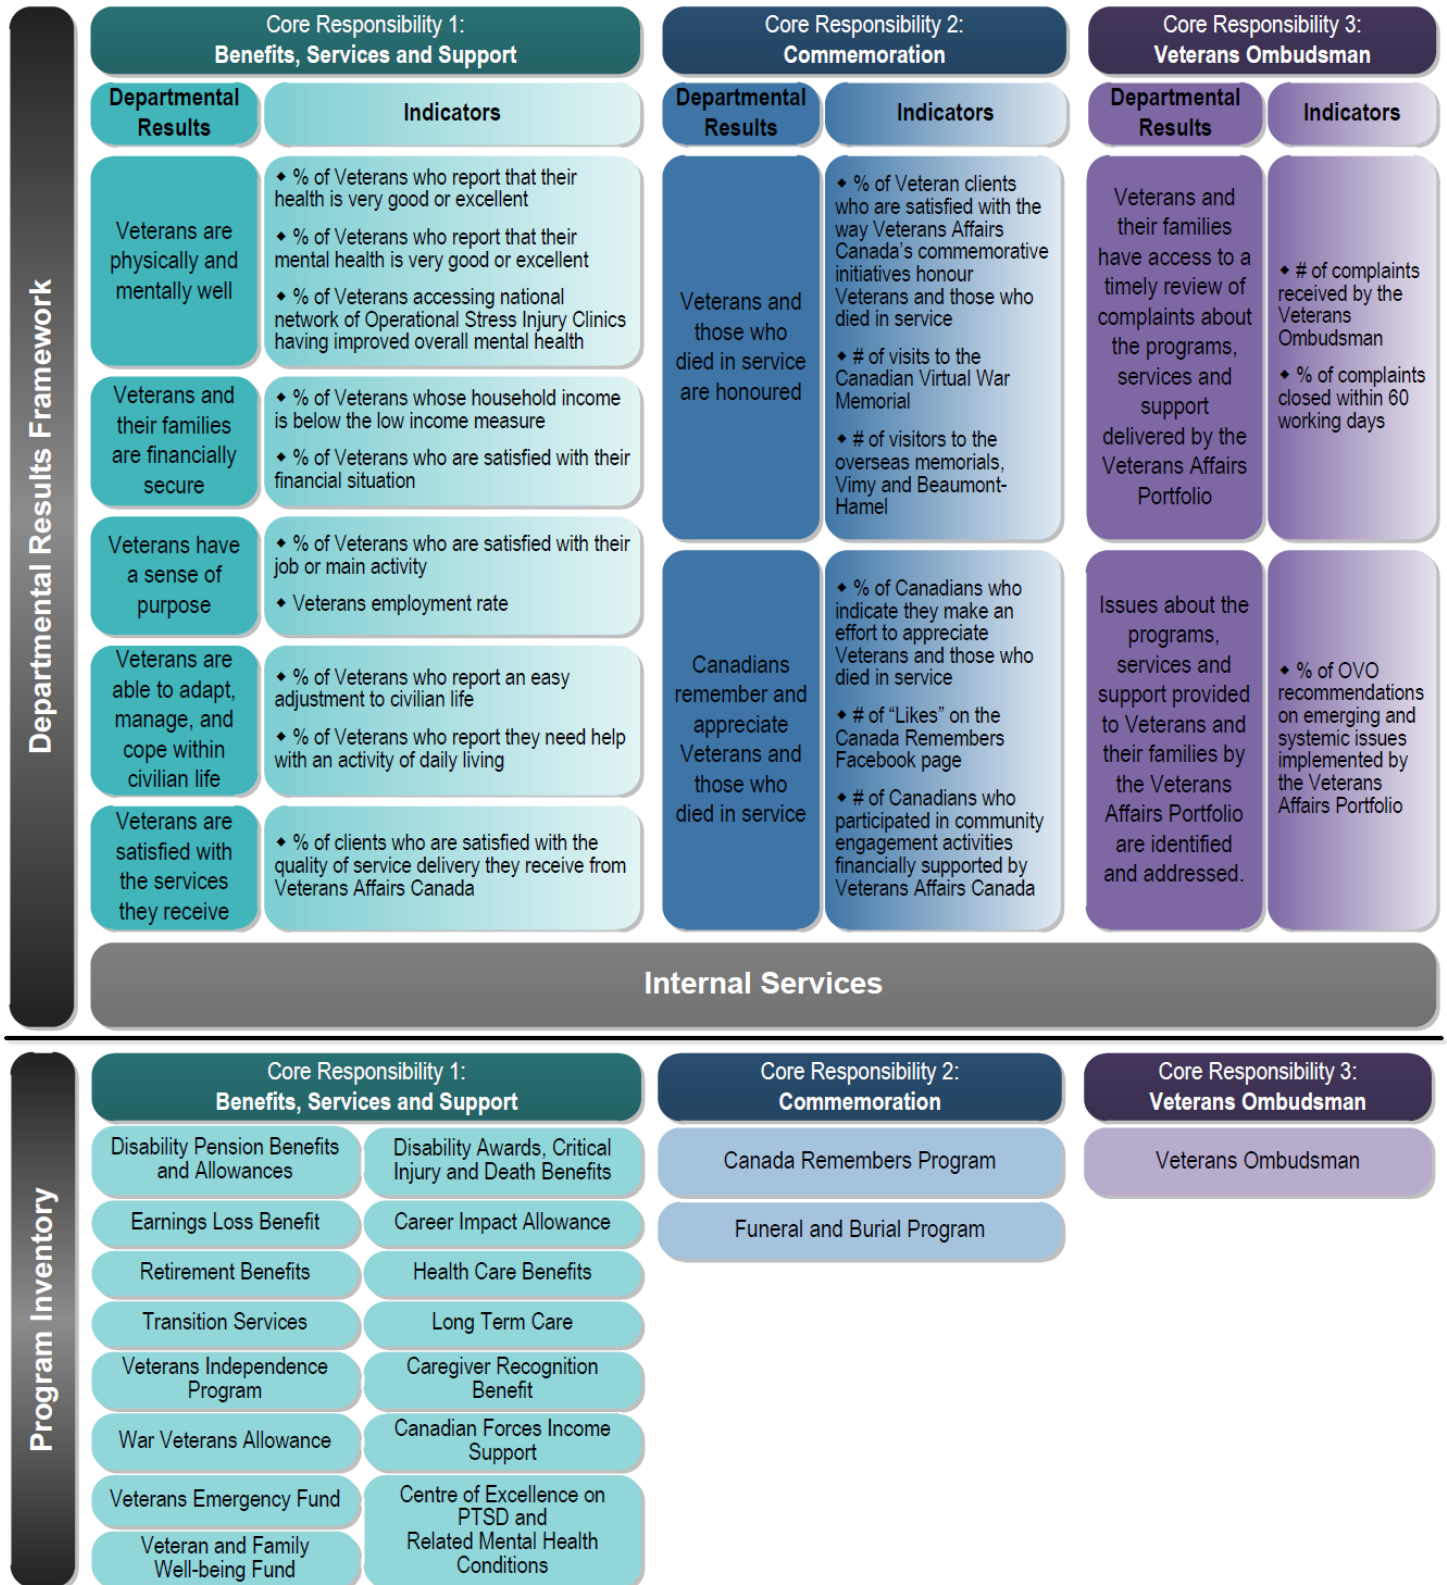 Departmental Results Framework
Core Responsibility 1:
Benefits, Services and Support
Departmental
Results
Indicators
Veterans are
physically and
mentally well
◆ % of Veterans who report that their
health is very good or excellent
◆ % of Veterans who report that their
mental health is very good or excellent
◆ % of Veterans accessing national
network of Operational Stress Injury Clinics
having improved overall mental health
Veterans and
their families
are financially
secure
◆ % of Veterans whose household income
is below the low income measure
◆ % of Veterans who are satisfied with their
financial situation
Veterans have
a sense of
purpose
◆ % of Veterans who are satisfied with their
job or main activity
◆ Veterans employment rate
Veterans are
able to adapt,
manage, and
cope within
civilian life
◆ % of Veterans who report an easy
adjustment to civilian life
◆ % of Veterans who report they need help
with an activity of daily living
Veterans are
satisfied with
the services
they receive
◆ % of clients who are satisfied with the
quality of service delivery they receive from
Veterans Affairs Canada
Core Responsibility 2:
Commemoration
Departmental
Results
Indicators
Veterans and
those who
died in service
are honoured
◆ % of Veteran clients
who are satisfied with the
way Veterans Affairs
Canada's commemorative
initiatives honour
Veterans and those who
died in service
◆ # of visits to the
Canadian Virtual War
Memorial
◆ # of visitors to the
overseas memorials,
Vimy and Beaumont-
Hamel
Canadians
remember and
appreciate
Veterans and
those who
died in service
◆ % of Canadians who
indicate they make an
effort to appreciate
Veterans and those who
died in service
◆ # of “Likes” on the
Canada Remembers
Facebook page
◆ # of Canadians who
participated in community
engagement activities
financially supported by
Veterans Affairs Canada
Core Responsibility 3:
Veterans Ombudsman
Departmental
Results
Indicators
Veterans and
their families
have access to a
timely review of
complaints about
the programs,
services and
support
delivered by the
Veterans Affairs
Portfolio
◆ # of complaints
received by the
Veterans
Ombudsman
◆ % of complaints
closed within 60
working days
Issues about the
programs,
services and
support provided
to Veterans and
their families by
the Veterans
Affairs Portfolio
are identified
and addressed.
◆ % of OVO
recommendations
on emerging and
systemic issues
implemented by
the Veterans
Affairs Portfolio
Internal Services
Program Inventory
Core Responsibility 1:
Benefits, Services and Support
Disability Pension Benefits
and Allowances
Disability Awards, Critical
Injury and Death Benefits
Earnings Loss Benefit
Career Impact Allowance
Retirement Benefits
Health Care Benefits
Transition Services
Long Term Care
Veterans Independence
Program
Caregiver Recognition
Benefit
War Veterans Allowance
Canadian Forces Income
Support
Veterans Emergency Fund
Centre of Excellence on
PTSD and
Related Mental Health
Conditions
Veteran and Family
Well-being Fund
Core Responsibility 2:
Commemoration
Canada Remembers Program
Funeral and Burial Program
Core Responsibility 3:
Veterans Ombudsman
Veterans Ombudsman